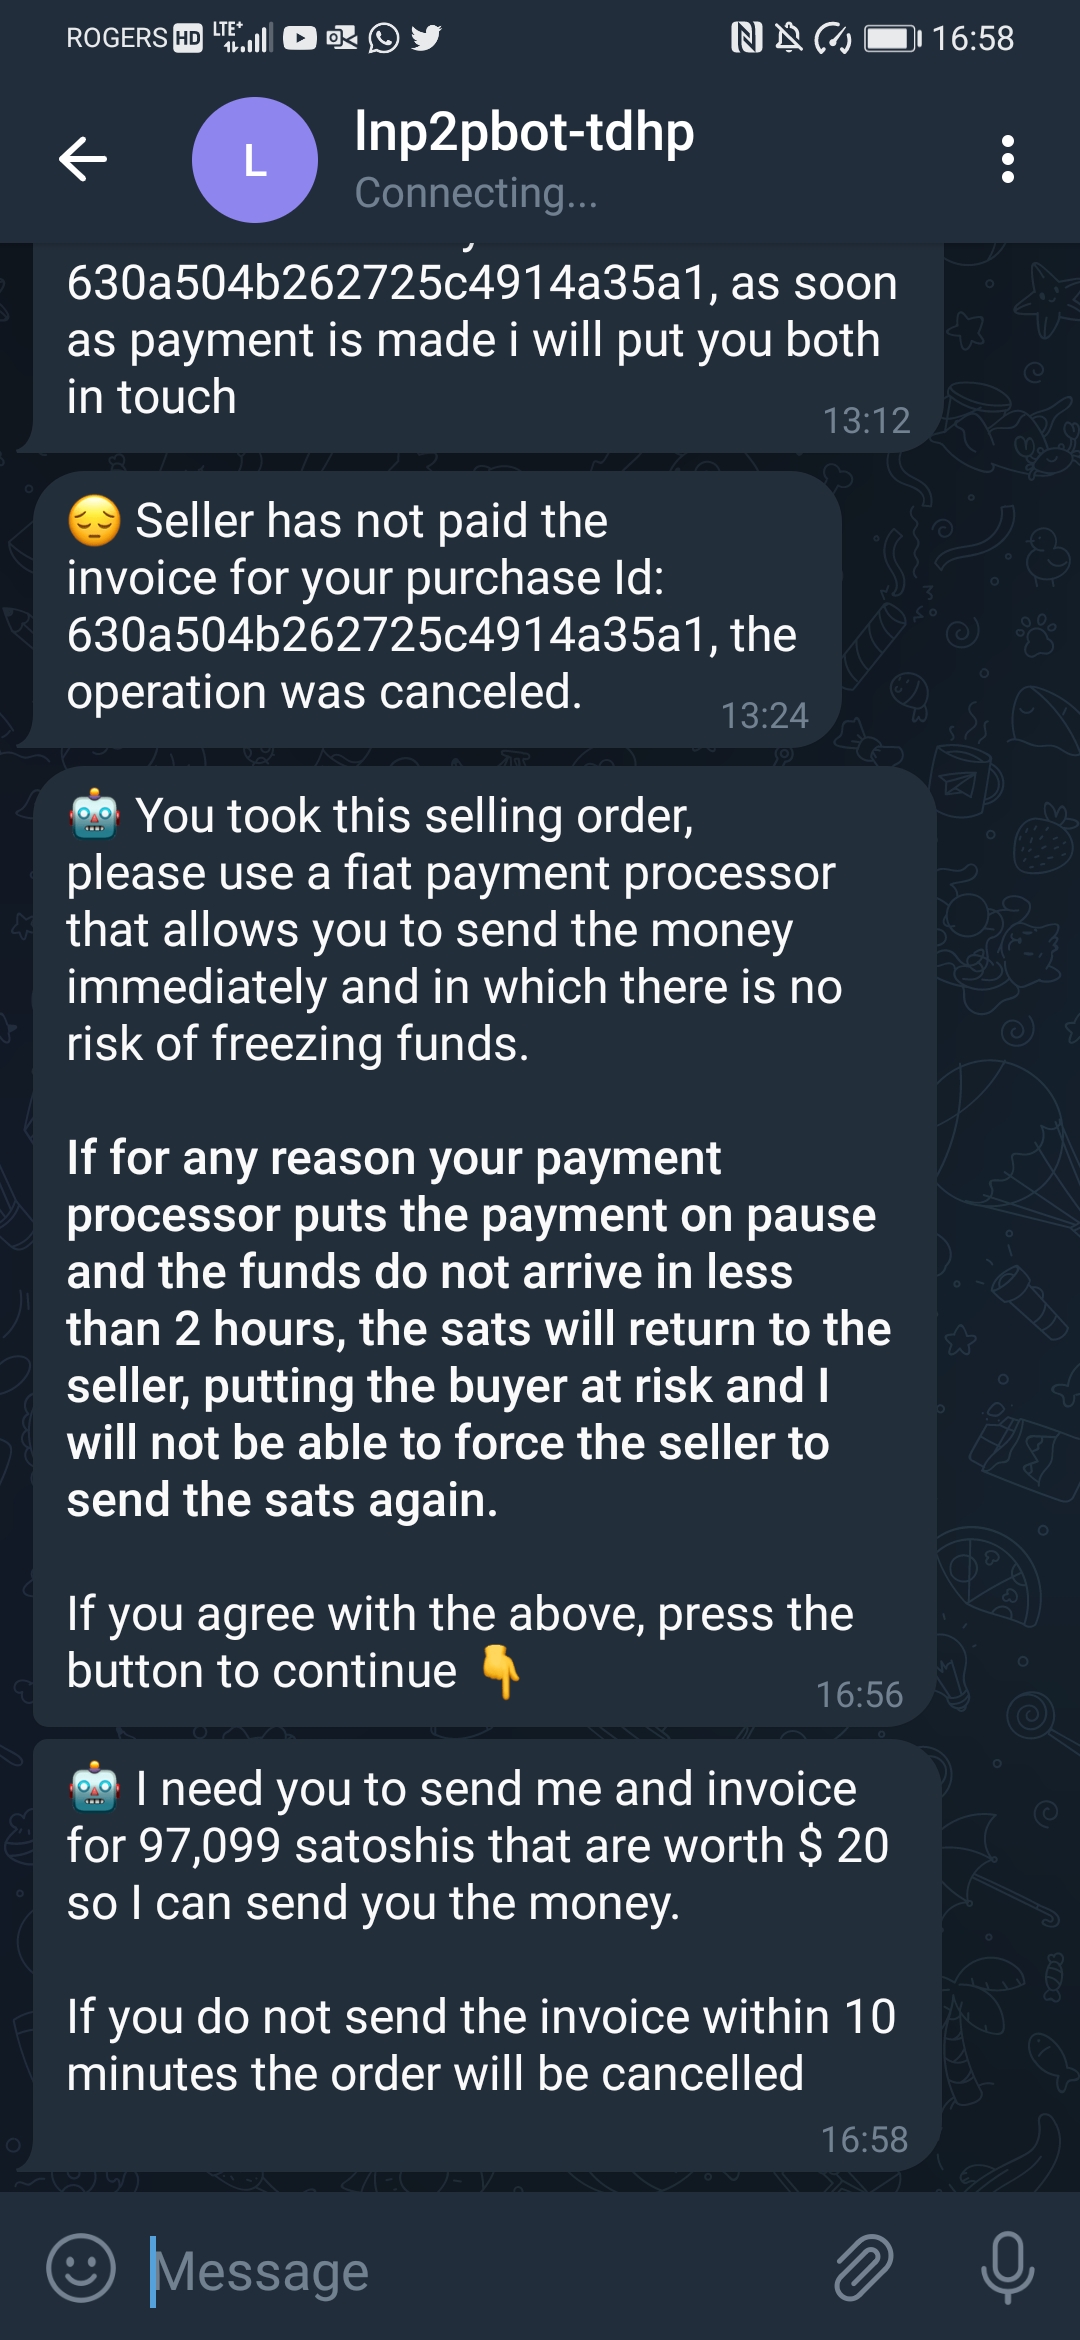 ROGERS HD LTE+ 16:58
L
lnp2pbot-tdhp
Connecting...
630a504b262725c4914a35a1, as soon
as payment is made i will put you both
in touch
13:12
😔 Seller has not paid the
invoice for your purchase Id:
630a504b262725c4914a35a1, the
operation was canceled.
13:24
🤖 You took this selling order,
please use a fiat payment processor
that allows you to send the money
immediately and in which there is no
risk of freezing funds.
If for any reason your payment
processor puts the payment on pause
and the funds do not arrive in less
than 2 hours, the sats will return to the
seller, putting the buyer at risk and I
will not be able to force the seller to
send the sats again.
If you agree with the above, press the
button to continue 👇
16:56
🤖 I need you to send me and invoice
for 97,099 satoshis that are worth $ 20
so I can send you the money.
If you do not send the invoice within 10
minutes the order will be cancelled
16:58
Message